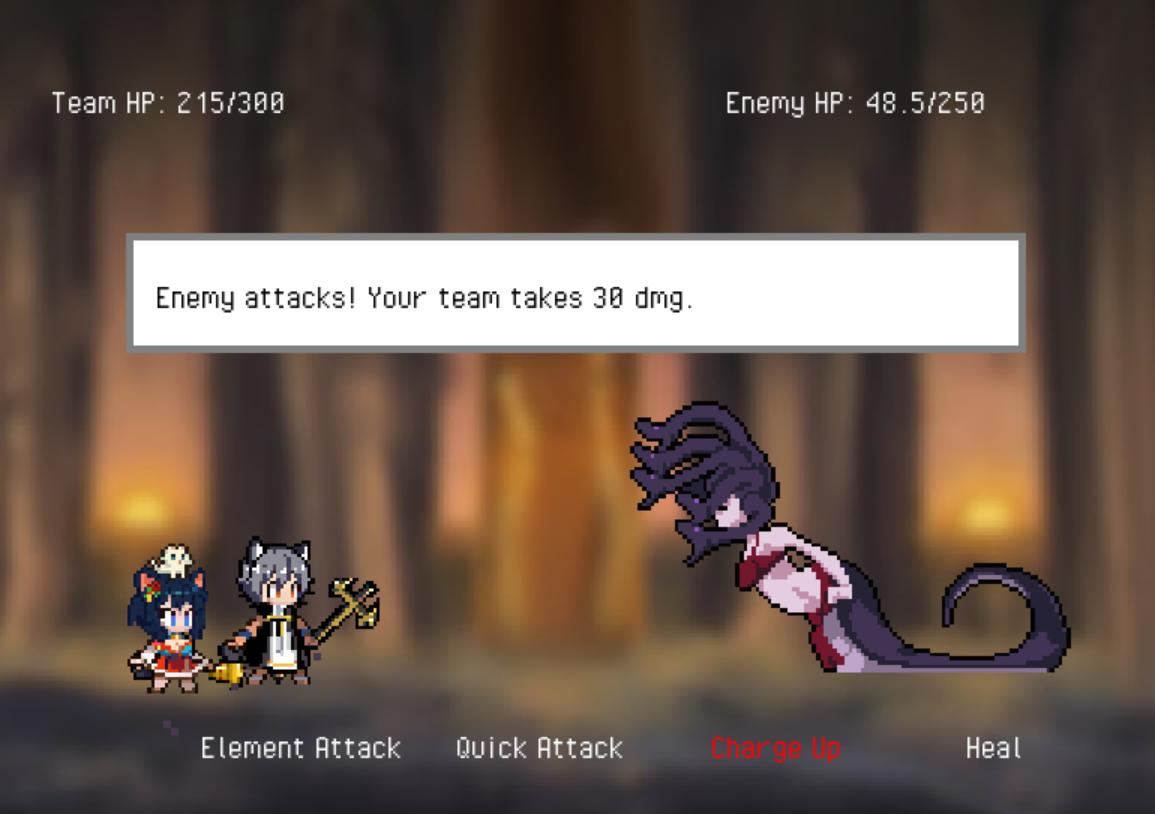 Team HP: 215/300
Enemy HP: 48.5/250
Enemy attacks! Your team takes 30 dmg.
Element Attack
Quick Attack
Charge Up
Heal